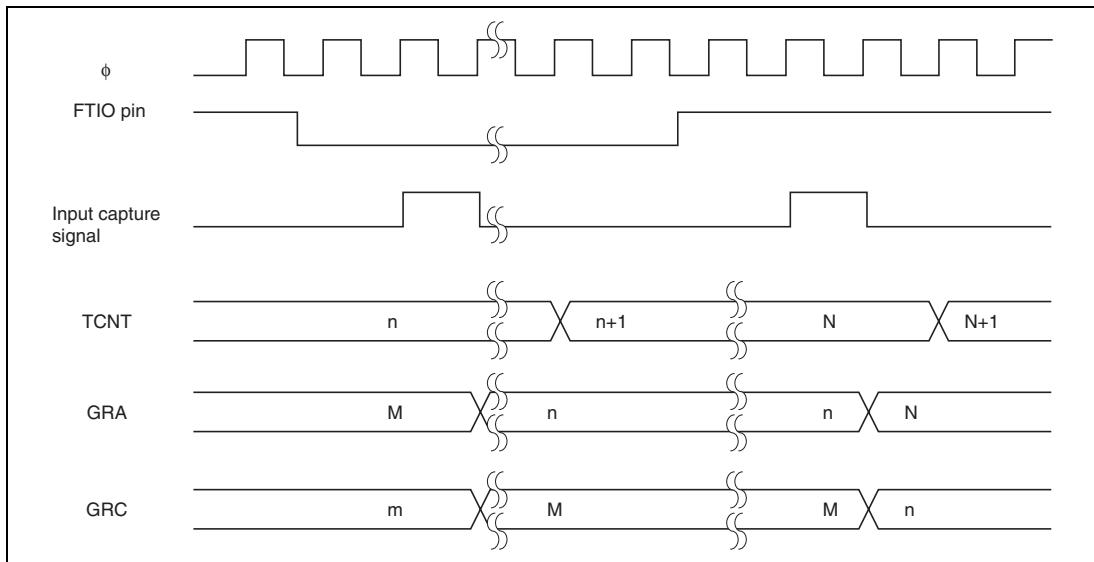 ϕ
FTIO pin
Input capture
signal
TCNT n n+1 N N+1
GRA M n n N
GRC m M M n